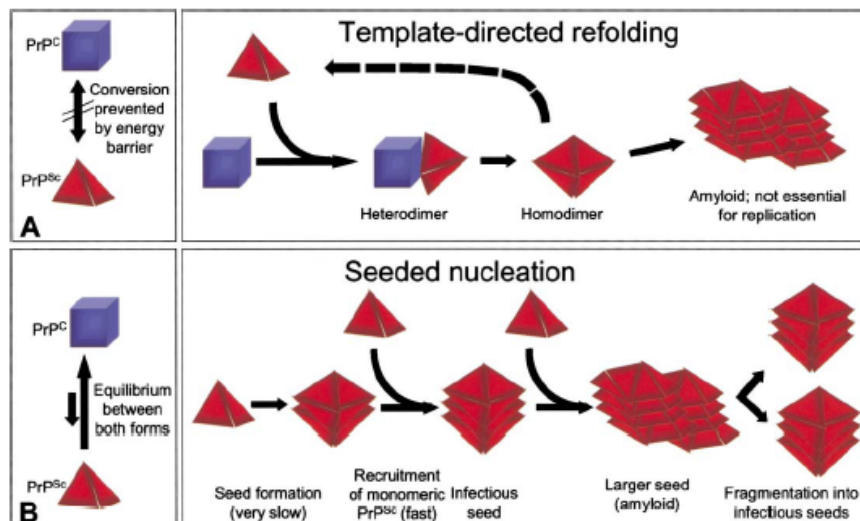 PrPC
Conversion
prevented
by energy
barrier
PrPSc
A
Template-directed refolding
Heterodimer
Homodimer
Amyloid; not essential
for replication
PrPC
Equilibrium
between
both forms
PrPSc
B
Seeded nucleation
Seed formation
(very slow)
Recruitment
of monomeric
PrPSc (fast)
Infectious
seed
Larger seed
(amyloid)
Fragmentation into
infectious seeds